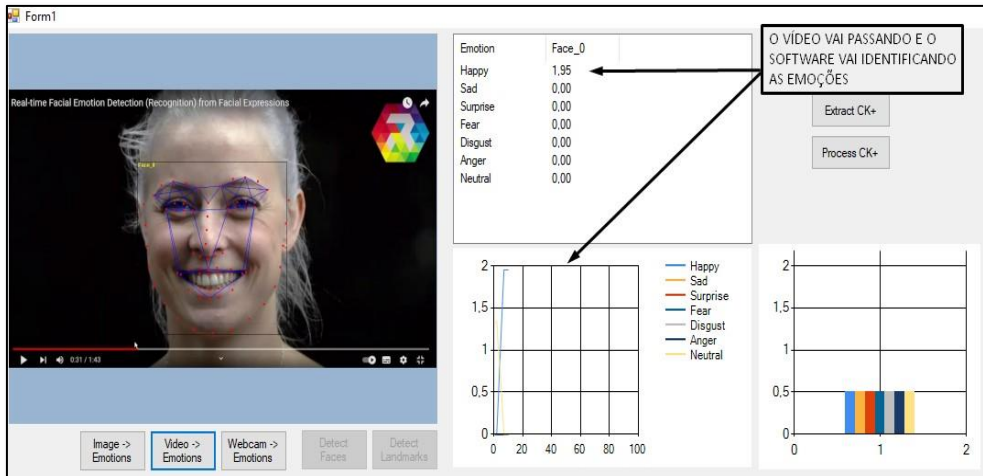 Form1
Real-time Facial Emotion Detection (Recognition) from Facial Expressions
Face_0
0:31 / 1:43
Image ->
Emotions
Video ->
Emotions
Webcam ->
Emotions
Detect
Faces
Detect
Landmarks
Emotion Face_0
Happy 1,95
Sad 0,00
Surprise 0,00
Fear 0,00
Disgust 0,00
Anger 0,00
Neutral 0,00
O VÍDEO VAI PASSANDO E O
SOFTWARE VAI IDENTIFICANDO
AS EMOÇÕES
Extract CK+
Process CK+
2
1,5
1
0,5
0
0 20 40 60 80 100
Happy
Sad
Surprise
Fear
Disgust
Anger
Neutral
2
1,5
1
0,5
0
0 1 2